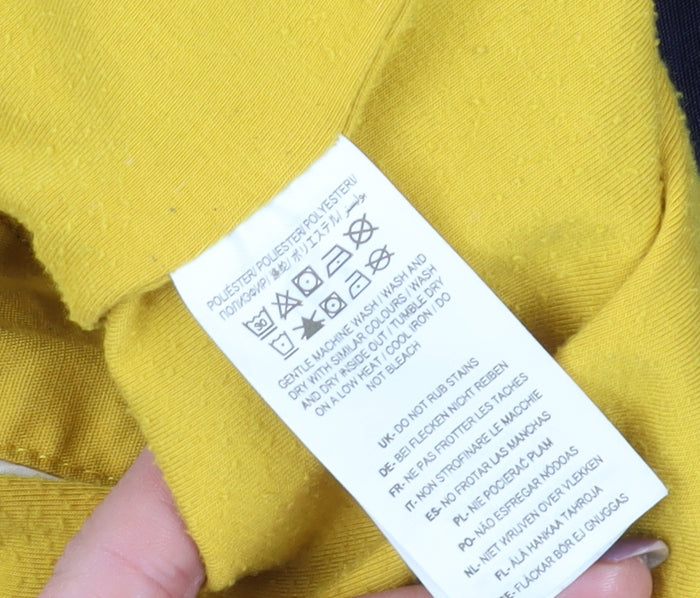 POLIÉSTER/ POLIESTER/ POLYESTERI/
ПОЛИЭФИР/ 涤纶/ ポリエステル/ بوليستر
30
GENTLE MACHINE WASH / WASH AND
DRY WITH SIMILAR COLOURS / WASH
AND DRY INSIDE OUT / TUMBLE DRY
ON A LOW HEAT / COOL IRON / DO
NOT BLEACH
UK- DO NOT RUB STAINS
DE- BEI FLECKEN NICHT REIBEN
FR- NE PAS FROTTER LES TACHES
IT- NON STROFINARE LE MACCHIE
ES- NO FROTAR LAS MANCHAS
PL- NIE POCIERAĆ PLAM
PO- NÃO ESFREGAR NÓDOAS
NL- NIET WRIJVEN OVER VLEKKEN
FL- ÄLÄ HANKAA TAHROJA
SE- FLÄCKAR BÖR EJ GNUGGAS